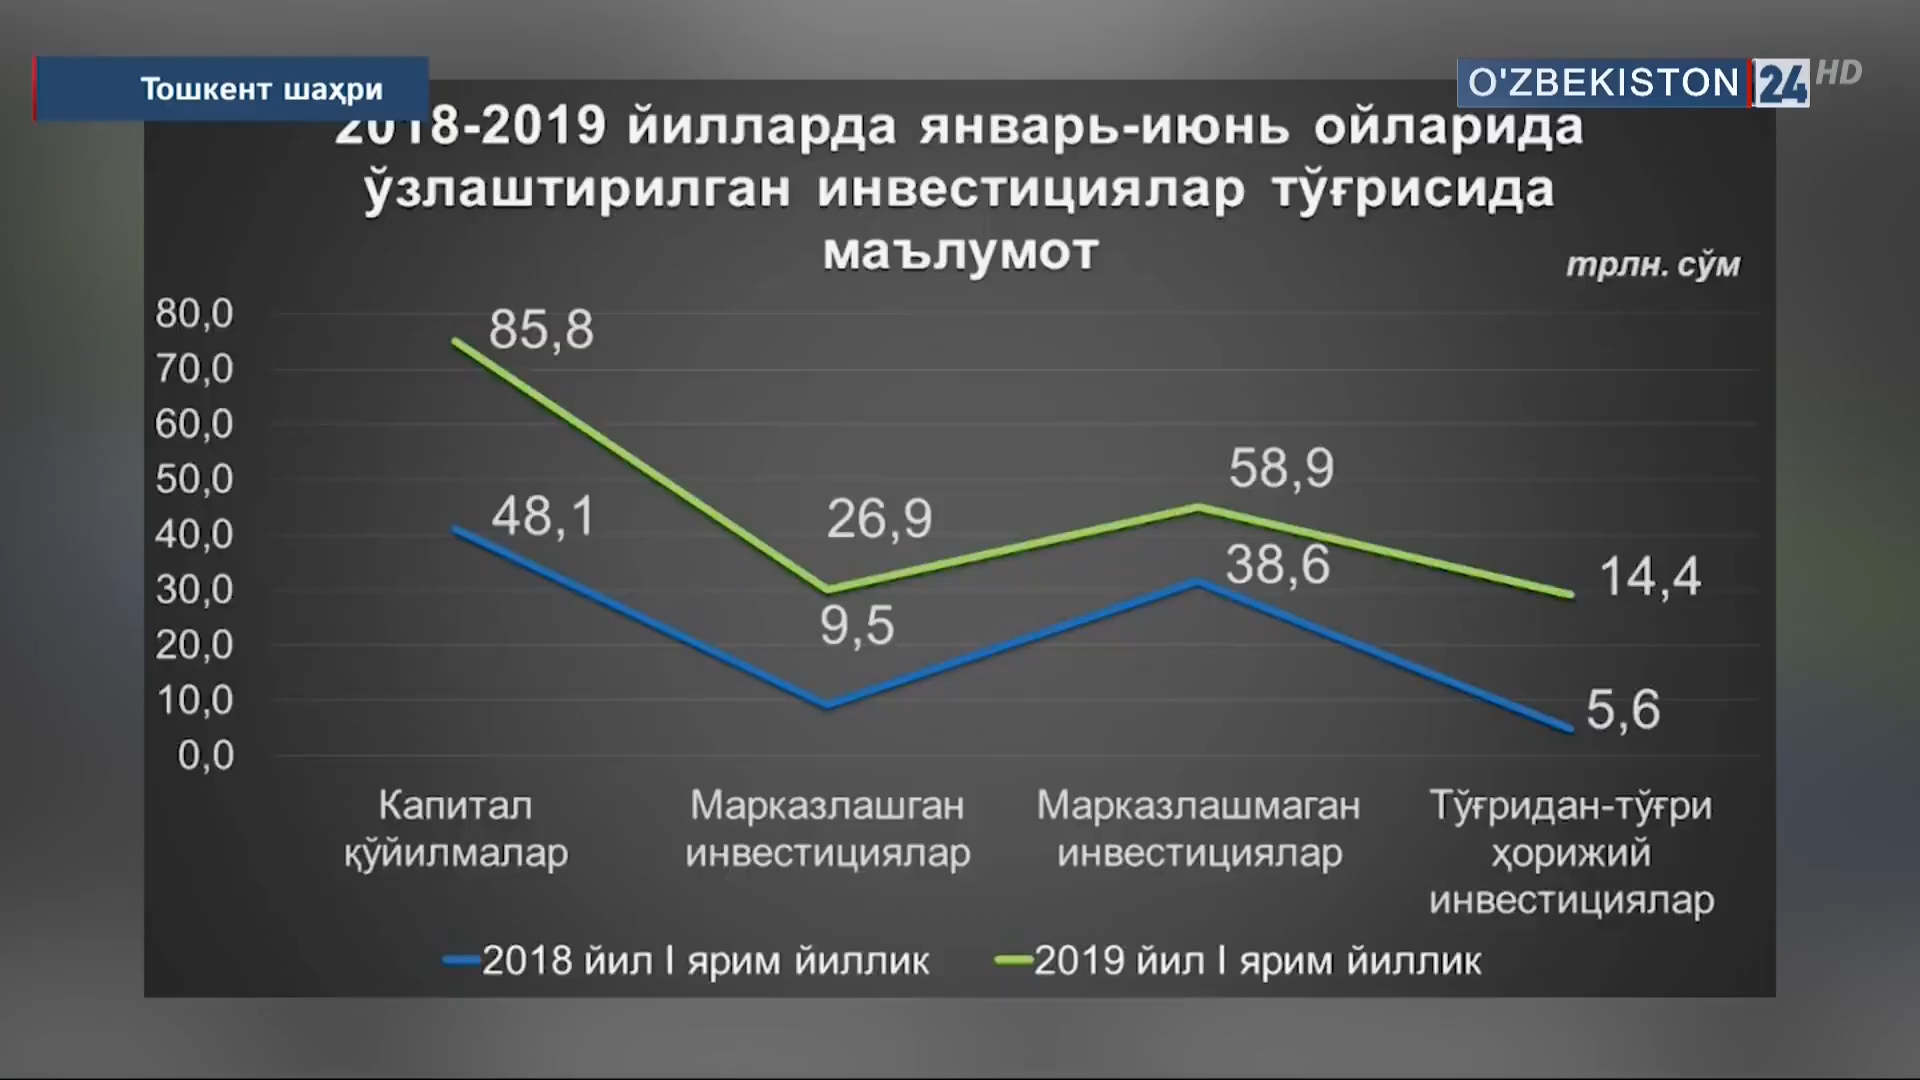 Тошкент шаҳри
O'ZBEKISTON 24 HD
2018-2019 йилларда январь-июнь ойларида
ўзлаштирилган инвестициялар тўғрисида
маълумот
трлн. сўм
80,0
70,0
60,0
50,0
40,0
30,0
20,0
10,0
0,0
85,8
48,1
26,9
9,5
58,9
38,6
14,4
5,6
Капитал
қўйилмалар
Марказлашган
инвестициялар
Марказлашмаган
инвестициялар
Тўғридан-тўғри
ҳорижий
инвестициялар
2018 йил I ярим йиллик
2019 йил I ярим йиллик